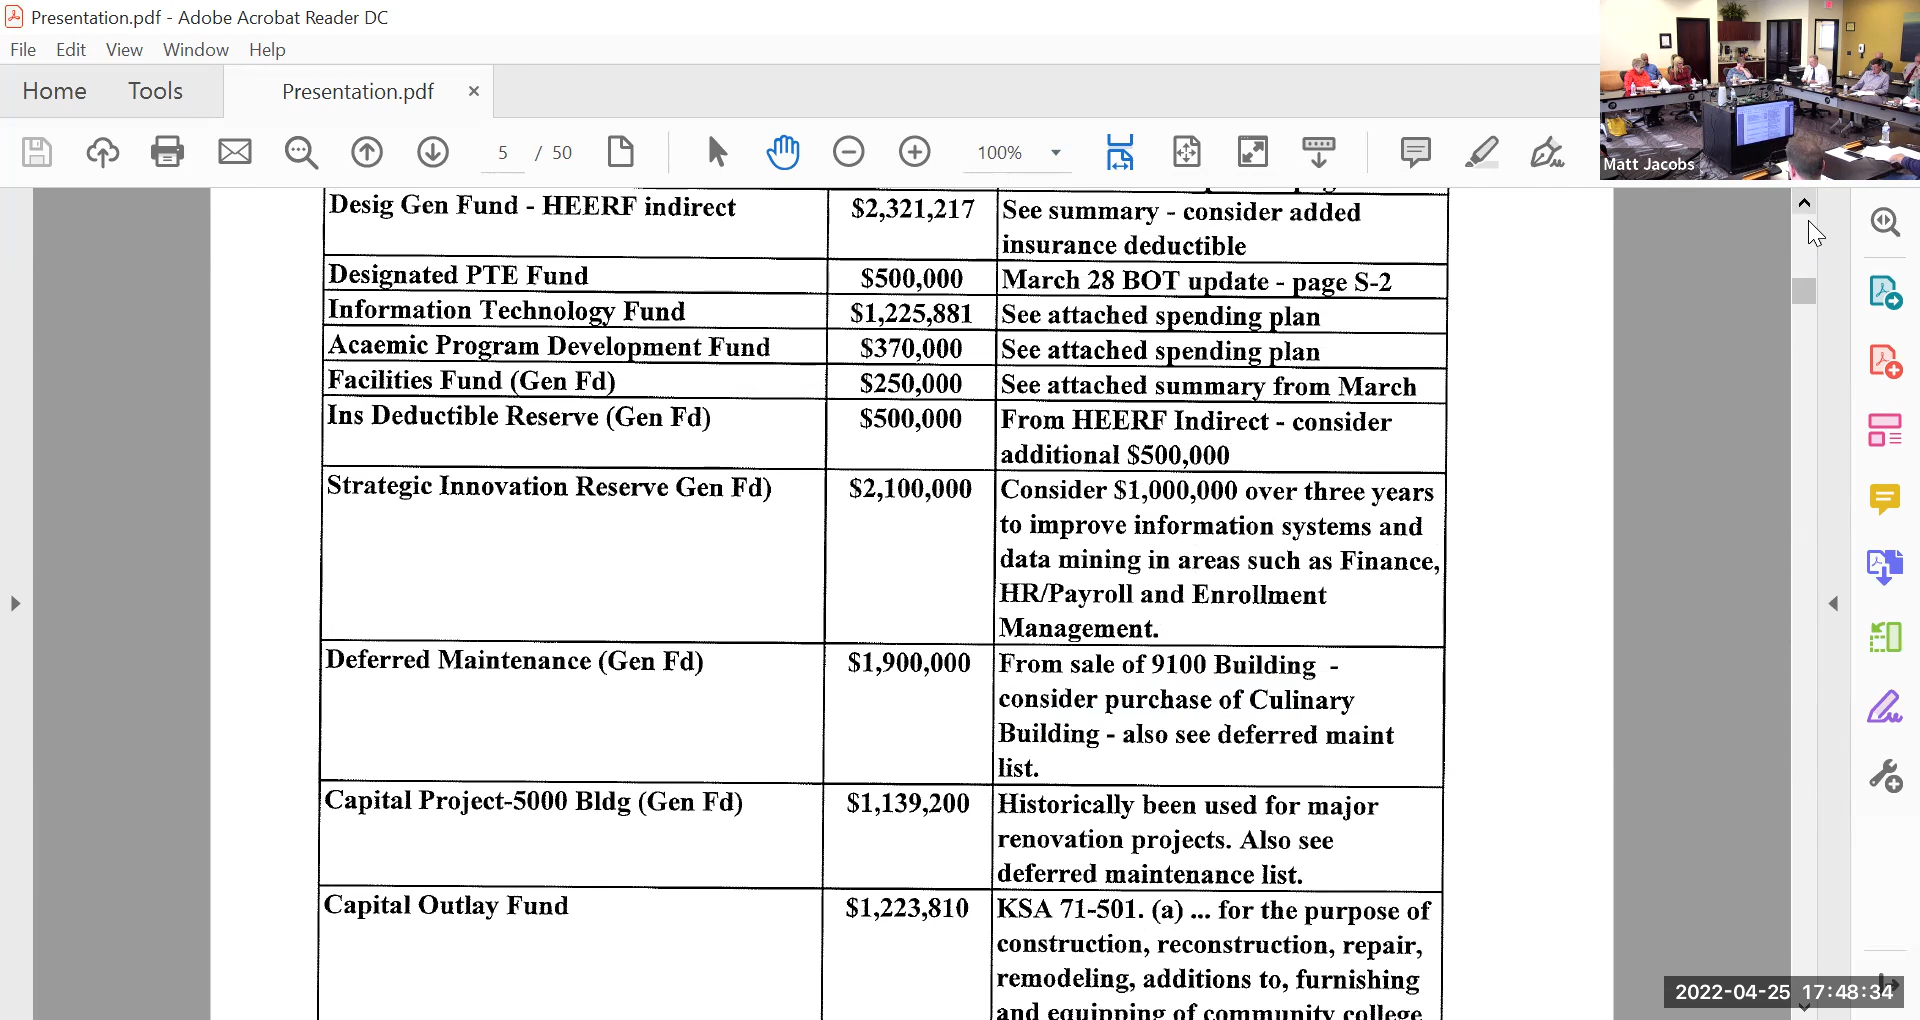 Presentation.pdf - Adobe Acrobat Reader DC
File Edit View Window Help
Home Tools Presentation.pdf ×
5 / 50 100%
Matt Jacobs
Desig Gen Fund - HEERF indirect $2,321,217 See summary - consider added
insurance deductible
Designated PTE Fund $500,000 March 28 BOT update - page S-2
Information Technology Fund $1,225,881 See attached spending plan
Acaemic Program Development Fund $370,000 See attached spending plan
Facilities Fund (Gen Fd) $250,000 See attached summary from March
Ins Deductible Reserve (Gen Fd) $500,000 From HEERF Indirect - consider
additional $500,000
Strategic Innovation Reserve Gen Fd) $2,100,000 Consider $1,000,000 over three years
to improve information systems and
data mining in areas such as Finance,
HR/Payroll and Enrollment
Management.
Deferred Maintenance (Gen Fd) $1,900,000 From sale of 9100 Building -
consider purchase of Culinary
Building - also see deferred maint
list.
Capital Project-5000 Bldg (Gen Fd) $1,139,200 Historically been used for major
renovation projects. Also see
deferred maintenance list.
Capital Outlay Fund $1,223,810 KSA 71-501. (a) ... for the purpose of
construction, reconstruction, repair,
remodeling, additions to, furnishing
and equipping of community college
2022-04-25 17:48:34